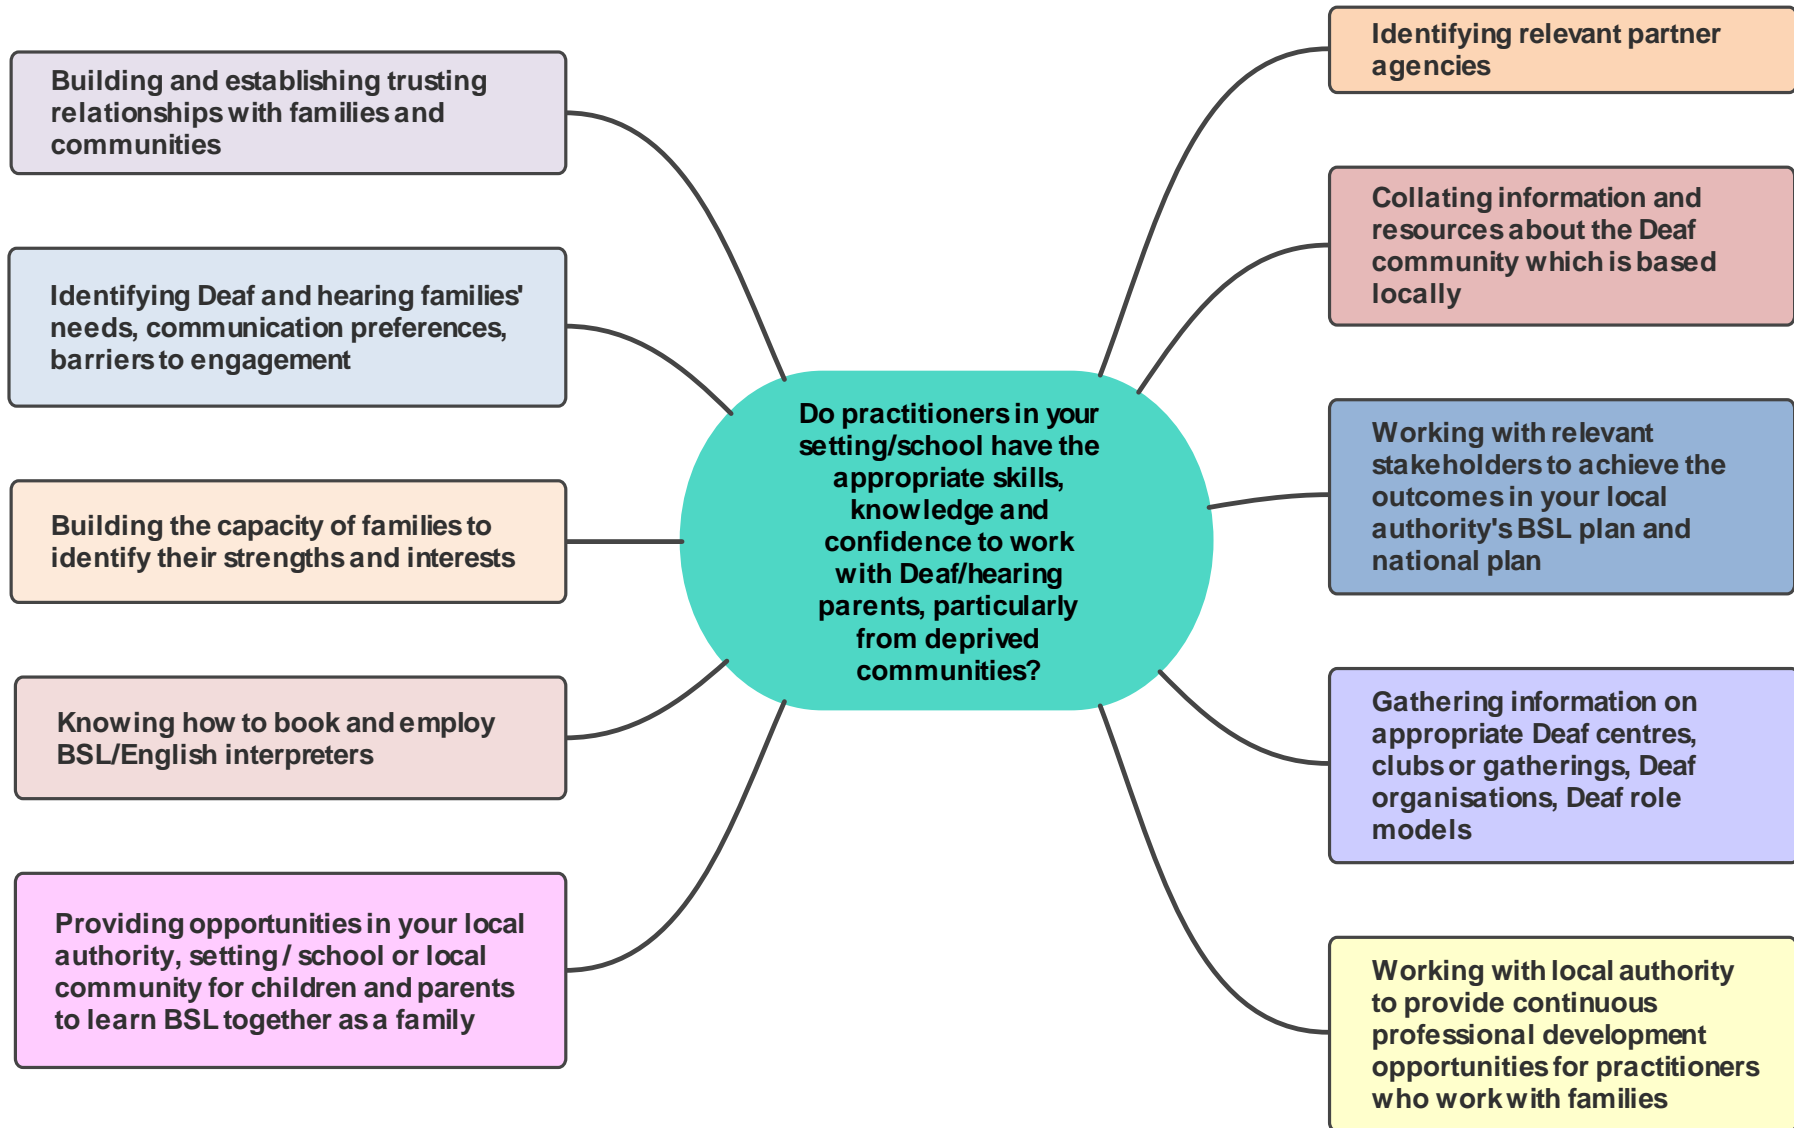 Building and establishing trusting
relationships with families and
communities
Identifying Deaf and hearing families'
needs, communication preferences,
barriers to engagement
Building the capacity of families to
identify their strengths and interests
Knowing how to book and employ
BSL/English interpreters
Providing opportunities in your local
authority, setting / school or local
community for children and parents
to learn BSL together as a family
Do practitioners in your
setting/school have the
appropriate skills,
knowledge and
confidence to work
with Deaf/hearing
parents, particularly
from deprived
communities?
Identifying relevant partner
agencies
Collating information and
resources about the Deaf
community which is based
locally
Working with relevant
stakeholders to achieve the
outcomes in your local
authority's BSL plan and
national plan
Gathering information on
appropriate Deaf centres,
clubs or gatherings, Deaf
organisations, Deaf role
models
Working with local authority
to provide continuous
professional development
opportunities for practitioners
who work with families